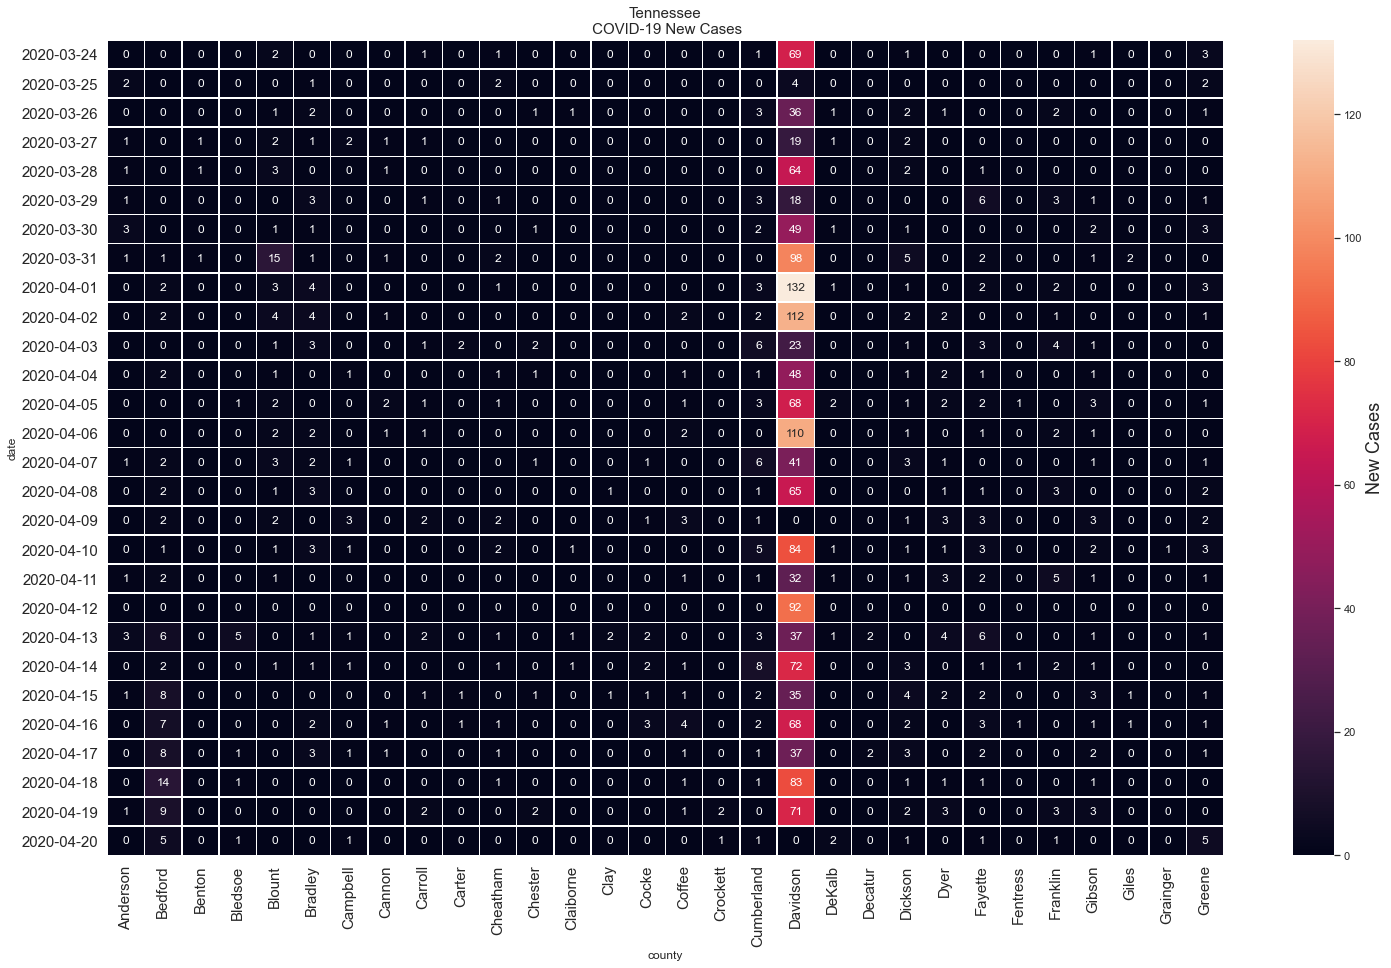 Tennessee
COVID-19 New Cases
2020-03-24 0 0 0 0 2 0 0 0 1 0 1 0 0 0 0 0 0 1 69 0 0 1 0 0 0 0 1 0 0 3
2020-03-25 2 0 0 0 0 1 0 0 0 0 2 0 0 0 0 0 0 0 4 0 0 0 0 0 0 0 0 0 0 2
2020-03-26 0 0 0 0 1 2 0 0 0 0 0 1 1 0 0 0 0 3 36 1 0 2 1 0 0 2 0 0 0 1
2020-03-27 1 0 1 0 2 1 2 1 1 0 0 0 0 0 0 0 0 0 19 1 0 2 0 0 0 0 0 0 0 0
2020-03-28 1 0 1 0 3 0 0 1 0 0 0 0 0 0 0 0 0 0 64 0 0 2 0 1 0 0 0 0 0 0
2020-03-29 1 0 0 0 0 3 0 0 1 0 1 0 0 0 0 0 0 3 18 0 0 0 0 6 0 3 1 0 0 1
2020-03-30 3 0 0 0 1 1 0 0 0 0 0 1 0 0 0 0 0 2 49 1 0 1 0 0 0 0 2 0 0 3
2020-03-31 1 1 1 0 15 1 0 1 0 0 2 0 0 0 0 0 0 0 98 0 0 5 0 2 0 0 1 2 0 0
2020-04-01 0 2 0 0 3 4 0 0 0 0 1 0 0 0 0 0 0 3 132 1 0 1 0 2 0 2 0 0 0 3
2020-04-02 0 2 0 0 4 4 0 1 0 0 0 0 0 0 0 2 0 2 112 0 0 2 2 0 0 1 0 0 0 1
2020-04-03 0 0 0 0 1 3 0 0 1 2 0 2 0 0 0 0 0 6 23 0 0 1 0 3 0 4 1 0 0 0
2020-04-04 0 2 0 0 1 0 1 0 0 0 1 1 0 0 0 1 0 1 48 0 0 1 2 1 0 0 1 0 0 0
2020-04-05 0 0 0 1 2 0 0 2 1 0 1 0 0 0 0 1 0 3 68 2 0 1 2 2 1 0 3 0 0 1
2020-04-06 0 0 0 0 2 2 0 1 1 0 0 0 0 0 0 2 0 0 110 0 0 1 0 1 0 2 1 0 0 0
2020-04-07 1 2 0 0 3 2 1 0 0 0 0 1 0 0 1 0 0 6 41 0 0 3 1 0 0 0 1 0 0 1
2020-04-08 0 2 0 0 1 3 0 0 0 0 0 0 0 1 0 0 0 1 65 0 0 0 1 1 0 3 0 0 0 2
2020-04-09 0 2 0 0 2 0 3 0 2 0 2 0 0 0 1 3 0 1 0 0 0 1 3 3 0 0 3 0 0 2
2020-04-10 0 1 0 0 1 3 1 0 0 0 2 0 1 0 0 0 0 5 84 1 0 1 1 3 0 0 2 0 1 3
2020-04-11 1 2 0 0 1 0 0 0 0 0 0 0 0 0 0 1 0 1 32 1 0 1 3 2 0 5 1 0 0 1
2020-04-12 0 0 0 0 0 0 0 0 0 0 0 0 0 0 0 0 0 0 92 0 0 0 0 0 0 0 0 0 0 0
2020-04-13 3 6 0 5 0 1 1 0 2 0 1 0 1 2 2 0 0 3 37 1 2 0 4 6 0 0 1 0 0 1
2020-04-14 0 2 0 0 1 1 1 0 0 0 1 0 1 0 2 1 0 8 72 0 0 3 0 1 1 2 1 0 0 0
2020-04-15 1 8 0 0 0 0 0 0 1 1 0 1 0 1 1 1 0 2 35 0 0 4 2 2 0 0 3 1 0 1
2020-04-16 0 7 0 0 0 2 0 1 0 1 1 0 0 0 3 4 0 2 68 0 0 2 0 3 1 0 1 1 0 1
2020-04-17 0 8 0 1 0 3 1 1 0 0 1 0 0 0 0 1 0 1 37 0 2 3 0 2 0 0 2 0 0 1
2020-04-18 0 14 0 1 0 0 0 0 0 0 1 0 0 0 0 1 0 1 83 0 0 1 1 1 0 0 1 0 0 0
2020-04-19 1 9 0 0 0 0 0 0 2 0 0 2 0 0 0 1 2 0 71 0 0 2 3 0 0 3 3 0 0 0
2020-04-20 0 5 0 1 0 0 1 0 0 0 0 0 0 0 0 0 1 1 0 2 0 1 0 1 0 1 0 0 0 5
date
Anderson Bedford Benton Bledsoe Blount Bradley Campbell Cannon Carroll Carter Cheatham Chester Claiborne Clay Cocke Coffee Crockett Cumberland Davidson DeKalb Decatur Dickson Dyer Fayette Fentress Franklin Gibson Giles Grainger Greene
county
120
100
80
60
40
20
0
New Cases